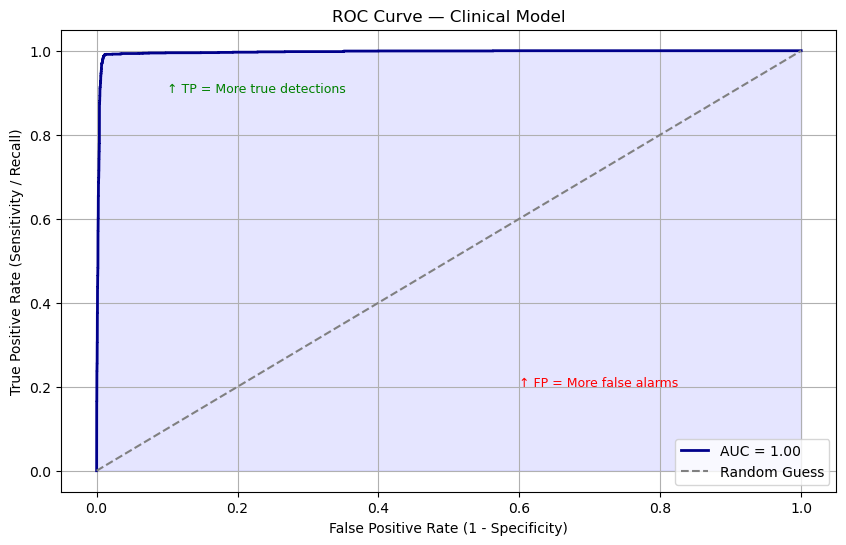 ROC Curve — Clinical Model
True Positive Rate (Sensitivity / Recall)
1.0
0.8
0.6
0.4
0.2
0.0
↑ TP = More true detections
↑ FP = More false alarms
AUC = 1.00
Random Guess
0.0 0.2 0.4 0.6 0.8 1.0
False Positive Rate (1 - Specificity)